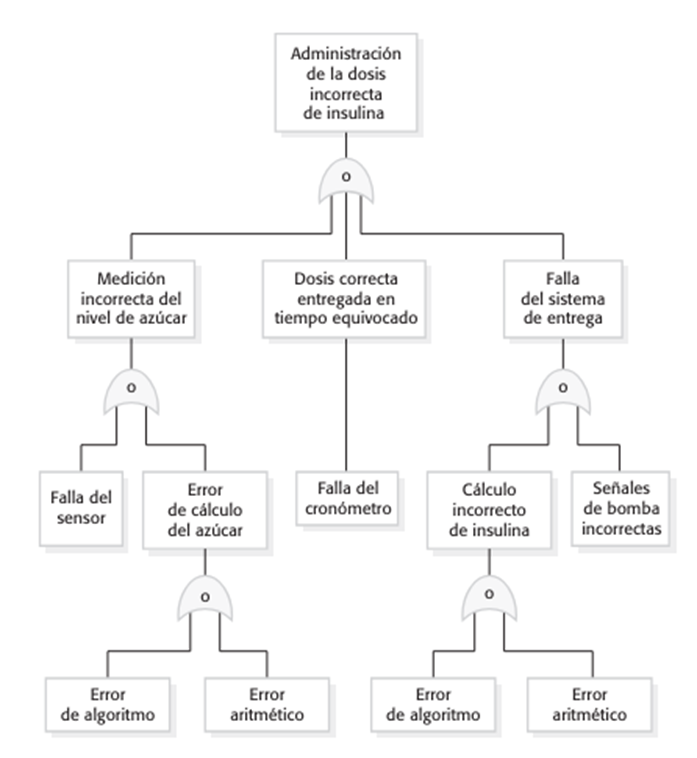 Administración
de la dosis
incorrecta
de insulina
o
Medición
incorrecta del
nivel de azúcar
Dosis correcta
entregada en
tiempo equivocado
Falla
del sistema
de entrega
o
o
Falla del
sensor
Error
de cálculo
del azúcar
Falla del
cronómetro
Cálculo
incorrecto
de insulina
Señales
de bomba
incorrectas
o
o
Error
de algoritmo
Error
aritmético
Error
de algoritmo
Error
aritmético